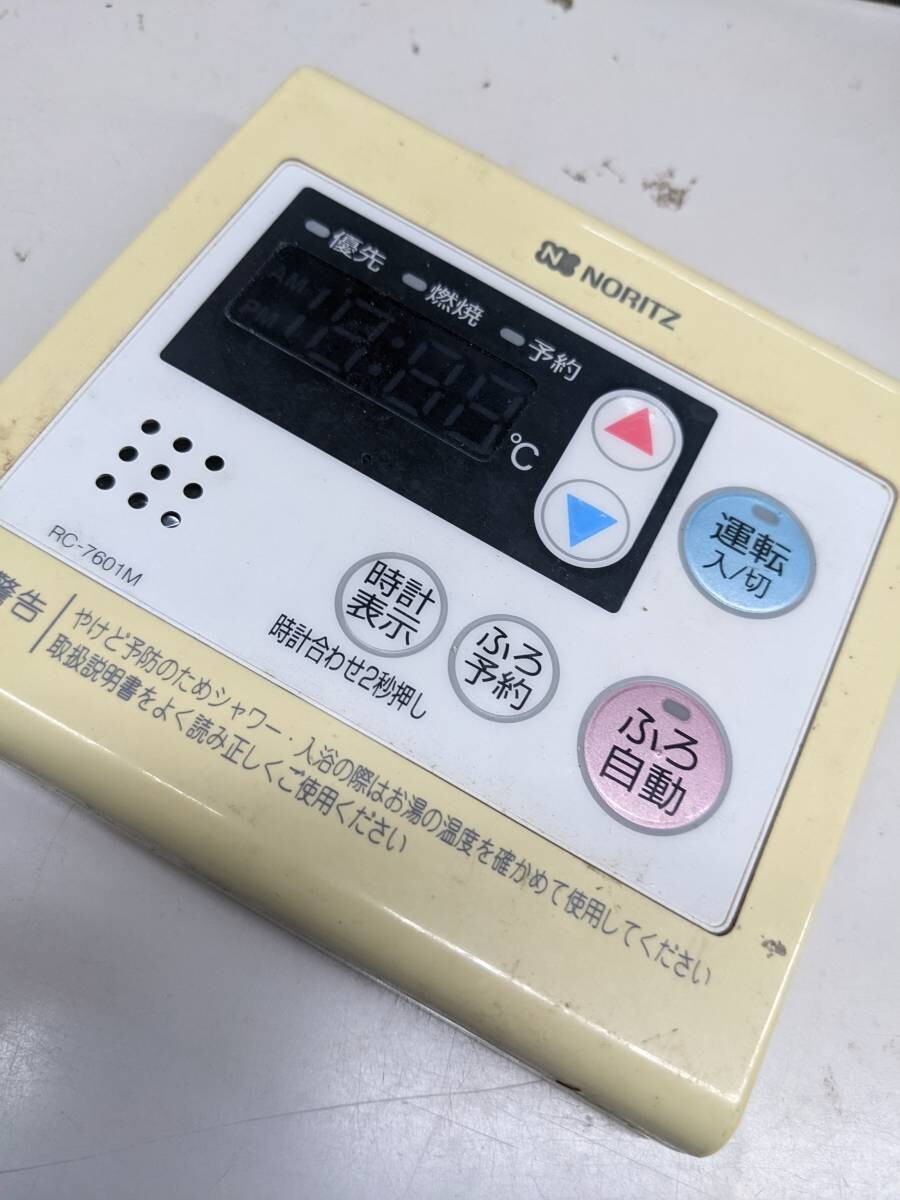 NORITZ
優先
燃焼
予約
AM
PM
18:88
℃
運転
入/切
RC-7601M
時計
表示
時計合わせ2秒押し
ふろ
予約
ふろ
自動
警告
やけど予防のためシャワー・入浴の際はお湯の温度を確かめて使用してください
取扱説明書をよく読み正しくご使用ください